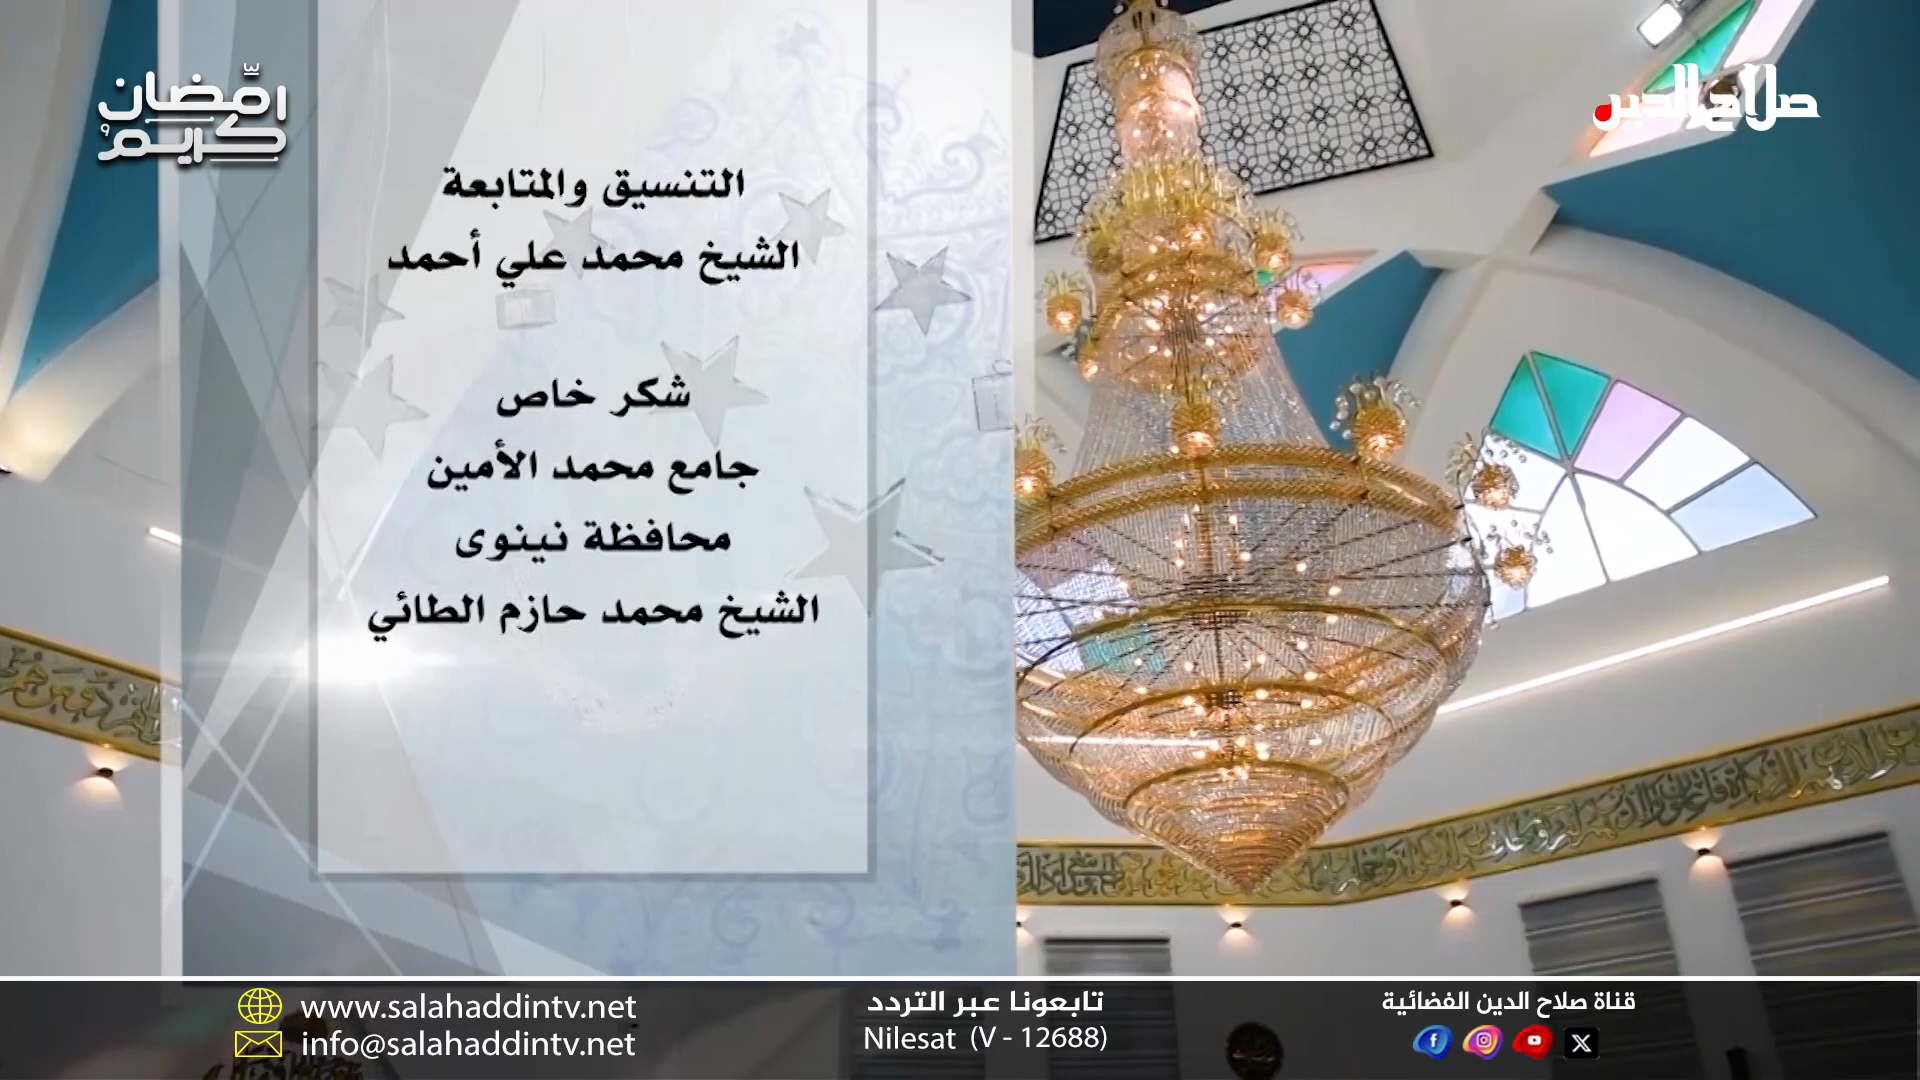 رمضان
كريم
صلاح الدين
التنسيق والمتابعة
الشيخ محمد علي أحمد
شكر خاص
جامع محمد الأمين
محافظة نينوى
الشيخ محمد حازم الطائي
www.salahaddintv.net
info@salahaddintv.net
تابعونا عبر التردد
Nilesat (V - 12688)
قناة صلاح الدين الفضائية